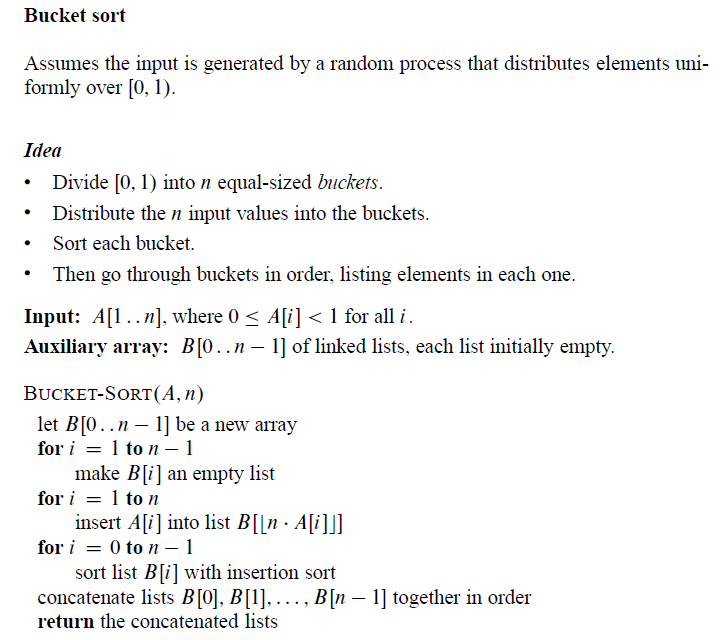 Bucket sort
Assumes the input is generated by a random process that distributes elements uni-
formly over [0, 1).
Idea
• Divide [0, 1) into n equal-sized buckets.
• Distribute the n input values into the buckets.
• Sort each bucket.
• Then go through buckets in order, listing elements in each one.
Input: A[1 . . n], where 0 ≤ A[i] < 1 for all i.
Auxiliary array: B[0 . . n − 1] of linked lists, each list initially empty.
BUCKET-SORT(A, n)
let B[0 . . n − 1] be a new array
for i = 1 to n − 1
make B[i] an empty list
for i = 1 to n
insert A[i] into list B[⌊n · A[i]⌋]
for i = 0 to n − 1
sort list B[i] with insertion sort
concatenate lists B[0], B[1], . . . , B[n − 1] together in order
return the concatenated lists